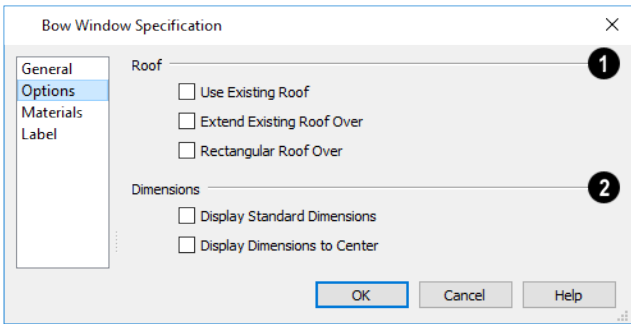 Bow Window Specification
General
Options
Materials
Label
Roof
1
Use Existing Roof
Extend Existing Roof Over
Rectangular Roof Over
Dimensions
2
Display Standard Dimensions
Display Dimensions to Center
OK
Cancel
Help